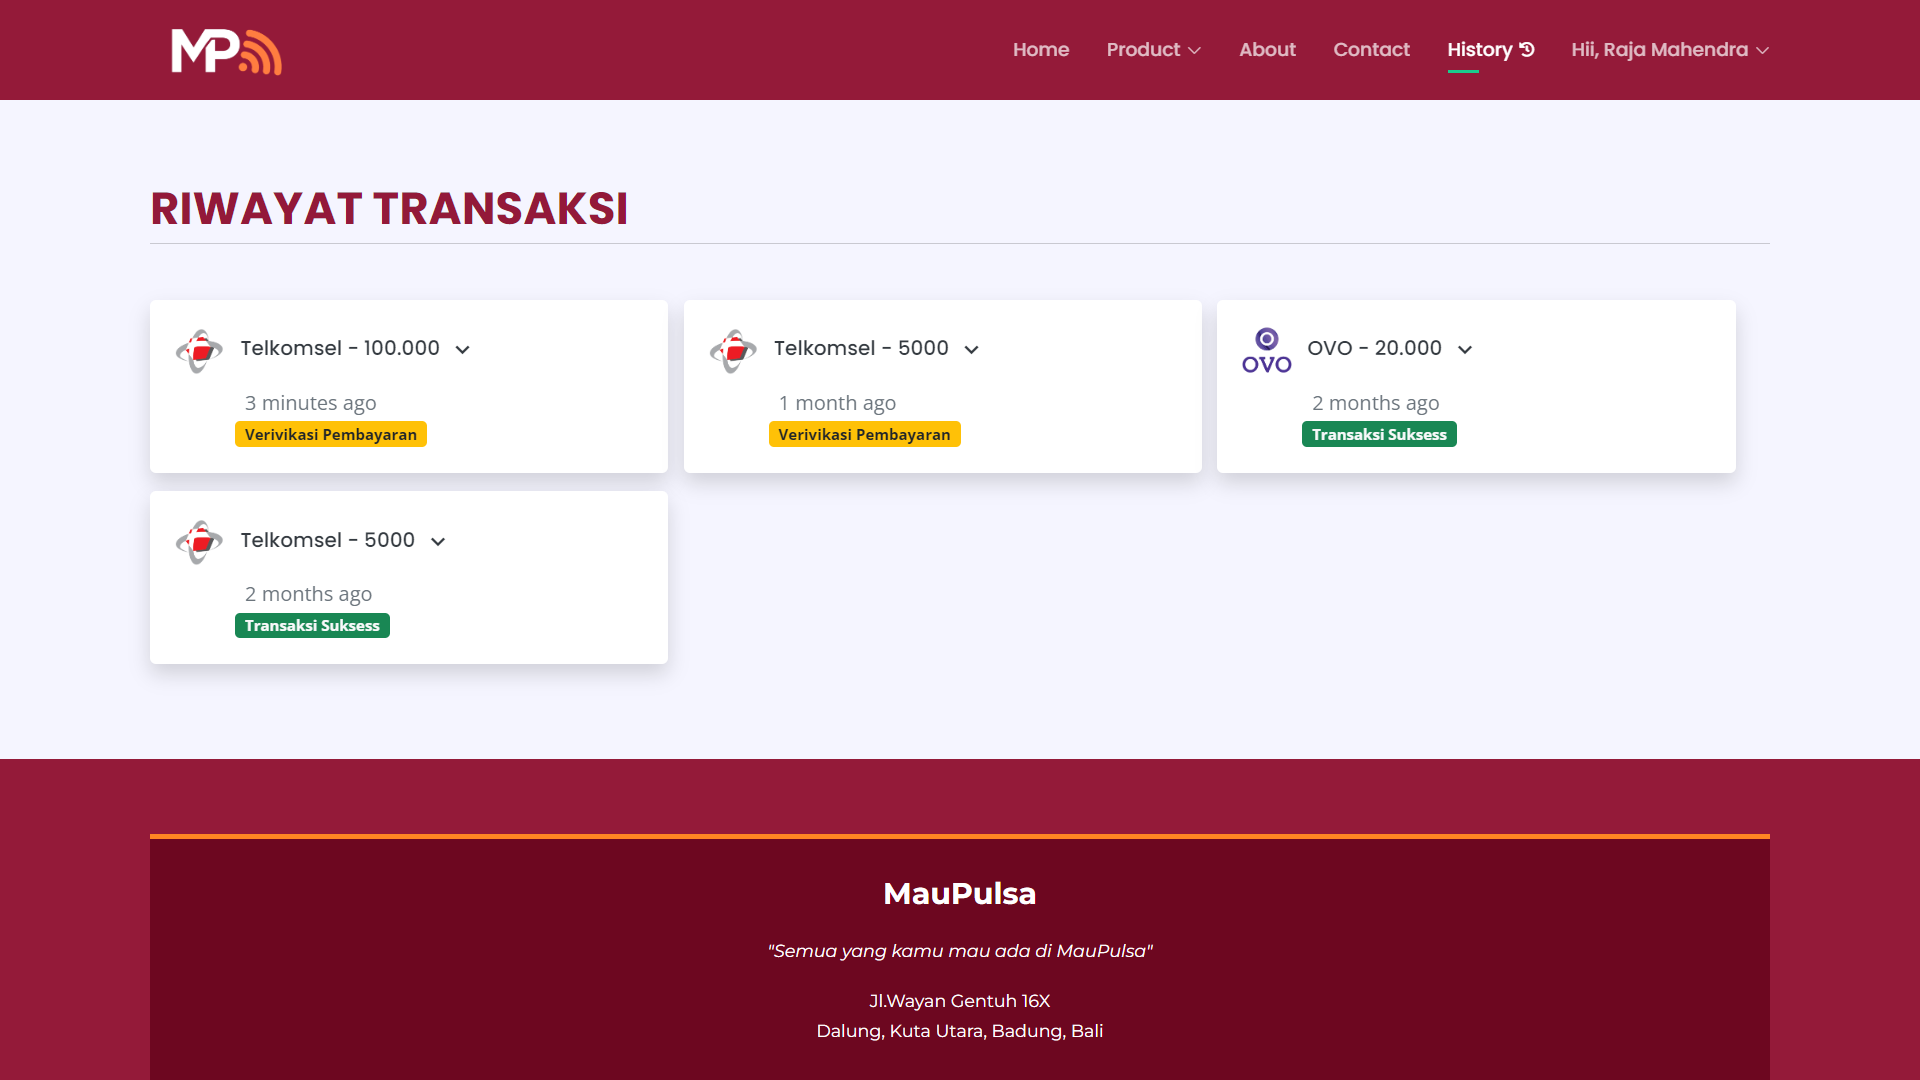 MP
Home Product About Contact History Hii, Raja Mahendra
RIWAYAT TRANSAKSI
Telkomsel - 100.000
3 minutes ago
Verivikasi Pembayaran
Telkomsel - 5000
1 month ago
Verivikasi Pembayaran
OVO
OVO - 20.000
2 months ago
Transaksi Suksess
Telkomsel - 5000
2 months ago
Transaksi Suksess
MauPulsa
"Semua yang kamu mau ada di MauPulsa"
Jl.Wayan Gentuh 16X
Dalung, Kuta Utara, Badung, Bali